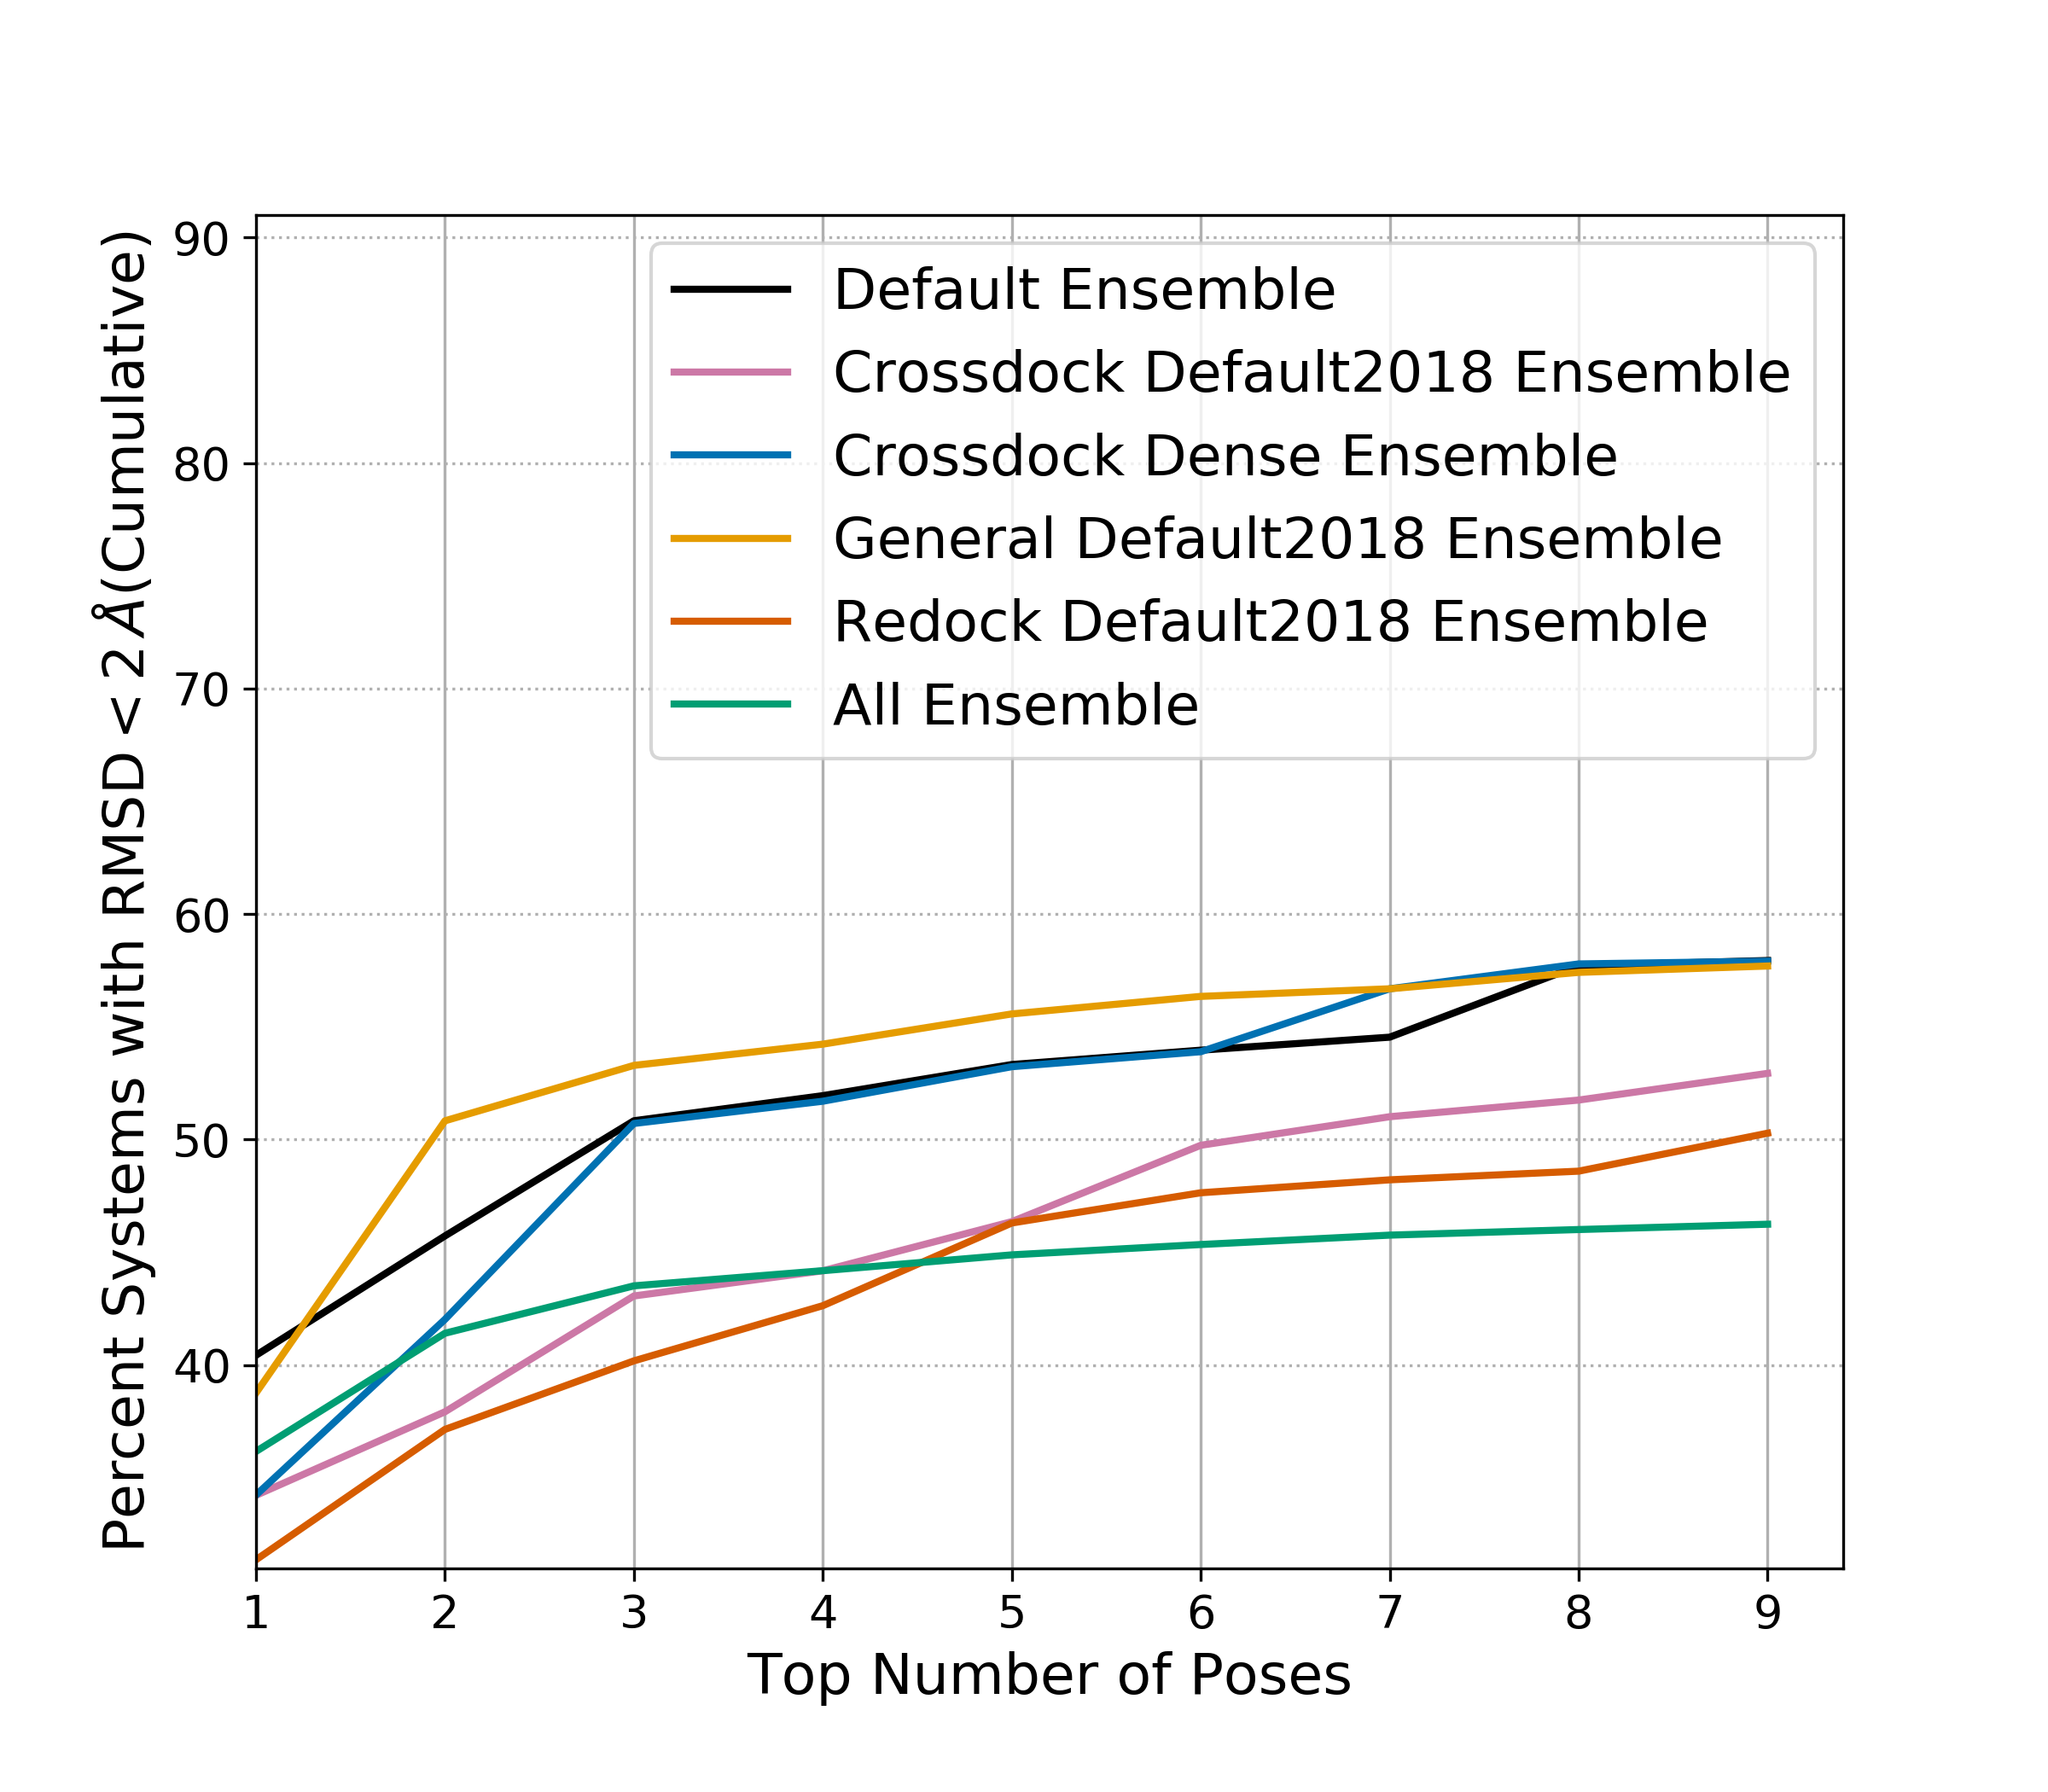 Percent Systems with RMSD < 2 Å(Cumulative)
90
80
70
60
50
40
Default Ensemble
Crossdock Default2018 Ensemble
Crossdock Dense Ensemble
General Default2018 Ensemble
Redock Default2018 Ensemble
All Ensemble
1 2 3 4 5 6 7 8 9
Top Number of Poses